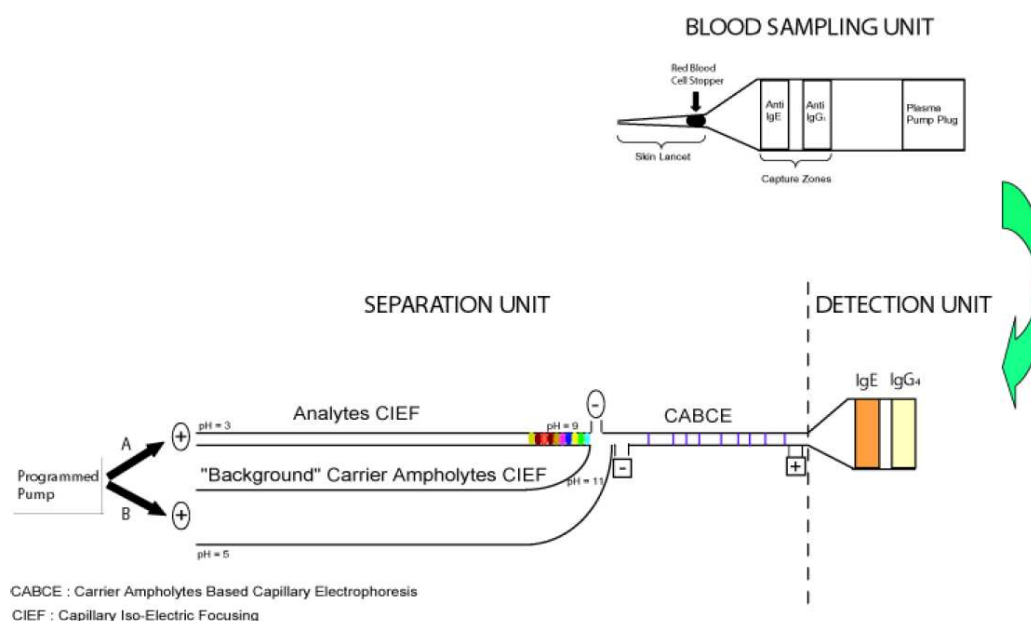 BLOOD SAMPLING UNIT
Red Blood
Cell Stopper
Anti
IgE
Anti
IgG₄
Plasma
Pump Plug
Skin Lancet
Capture Zones
SEPARATION UNIT
DETECTION UNIT
IgE
IgG₄
Analytes CIEF
CABCE
pH = 3
pH = 9
-
+
A
Programmed
Pump
"Background" Carrier Ampholytes CIEF
pH = 11
-
+
B
+
pH = 5
CABCE : Carrier Ampholytes Based Capillary Electrophoresis
CIEF : Capillary Iso-Electric Focusing